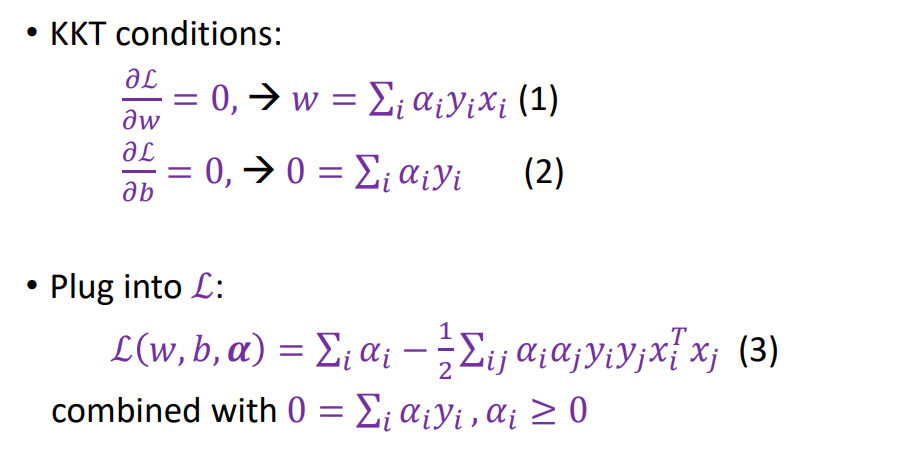 • KKT conditions:
∂ℒ/∂w = 0, → w = ∑ᵢ αᵢyᵢxᵢ (1)
∂ℒ/∂b = 0, → 0 = ∑ᵢ αᵢyᵢ (2)
• Plug into ℒ:
ℒ(w, b, 𝜶) = ∑ᵢ αᵢ − 1/2 ∑ᵢⱼ αᵢαⱼyᵢyⱼxᵢᵀxⱼ (3)
combined with 0 = ∑ᵢ αᵢyᵢ , αᵢ ≥ 0